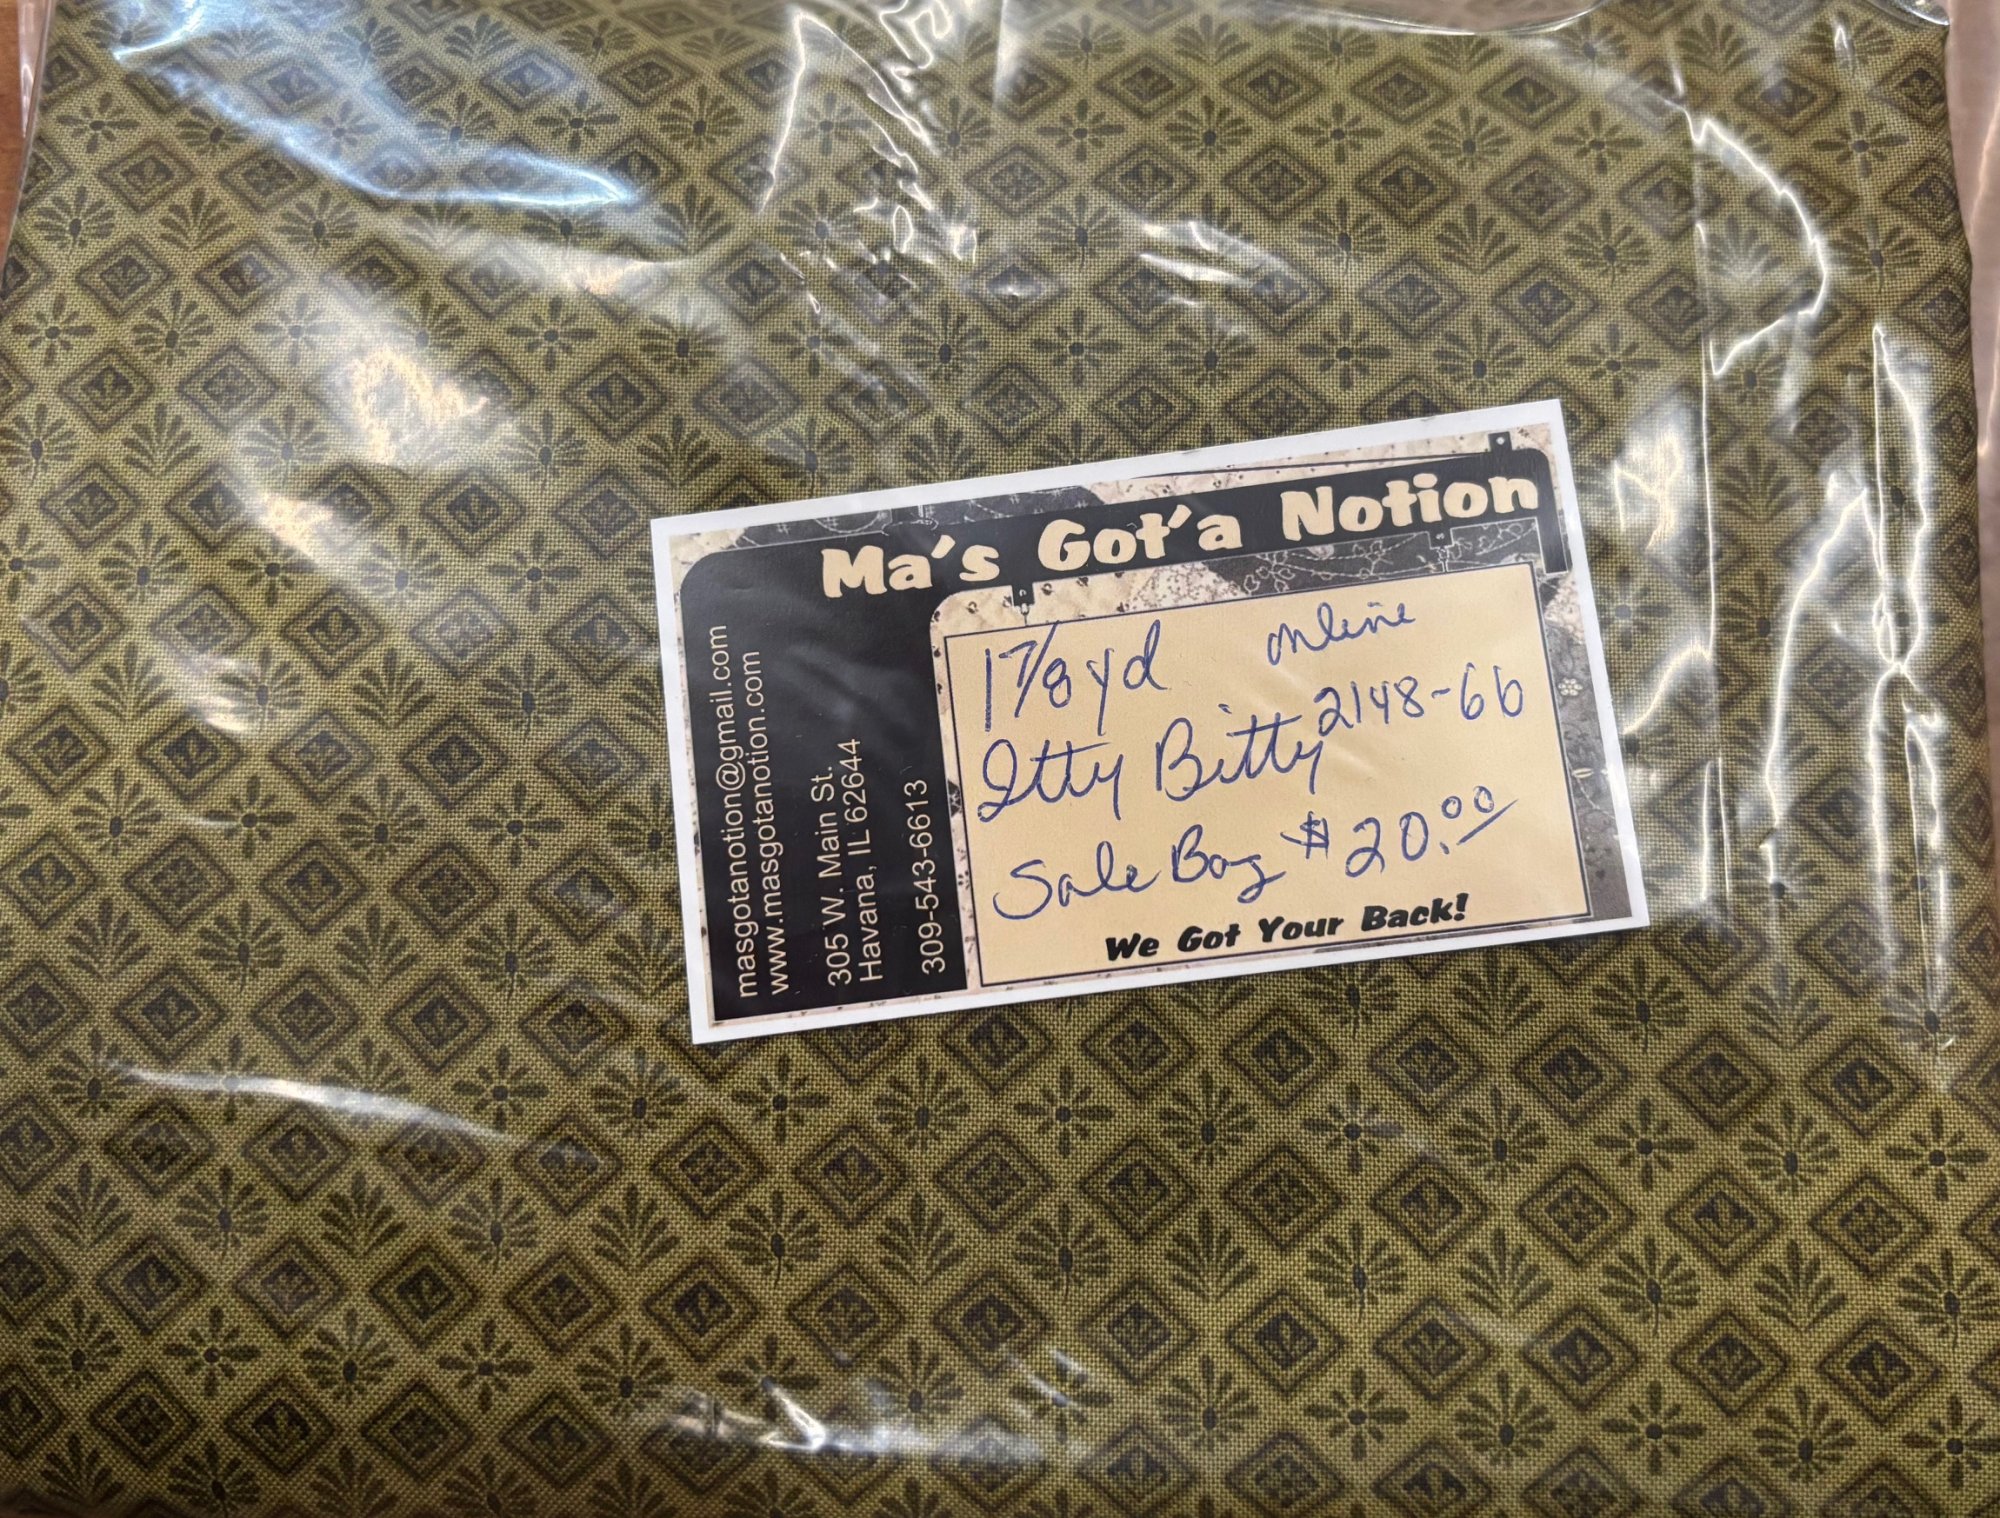 Ma's Got'a Notion
masgotanotion@gmail.com
www.masgotanotion.com
305 W. Main St.
Havana, IL 62644
309-543-6613
1 7/8 yd online
Itty Bitty 2148-66
Sale Bag $20.00
We Got Your Back!